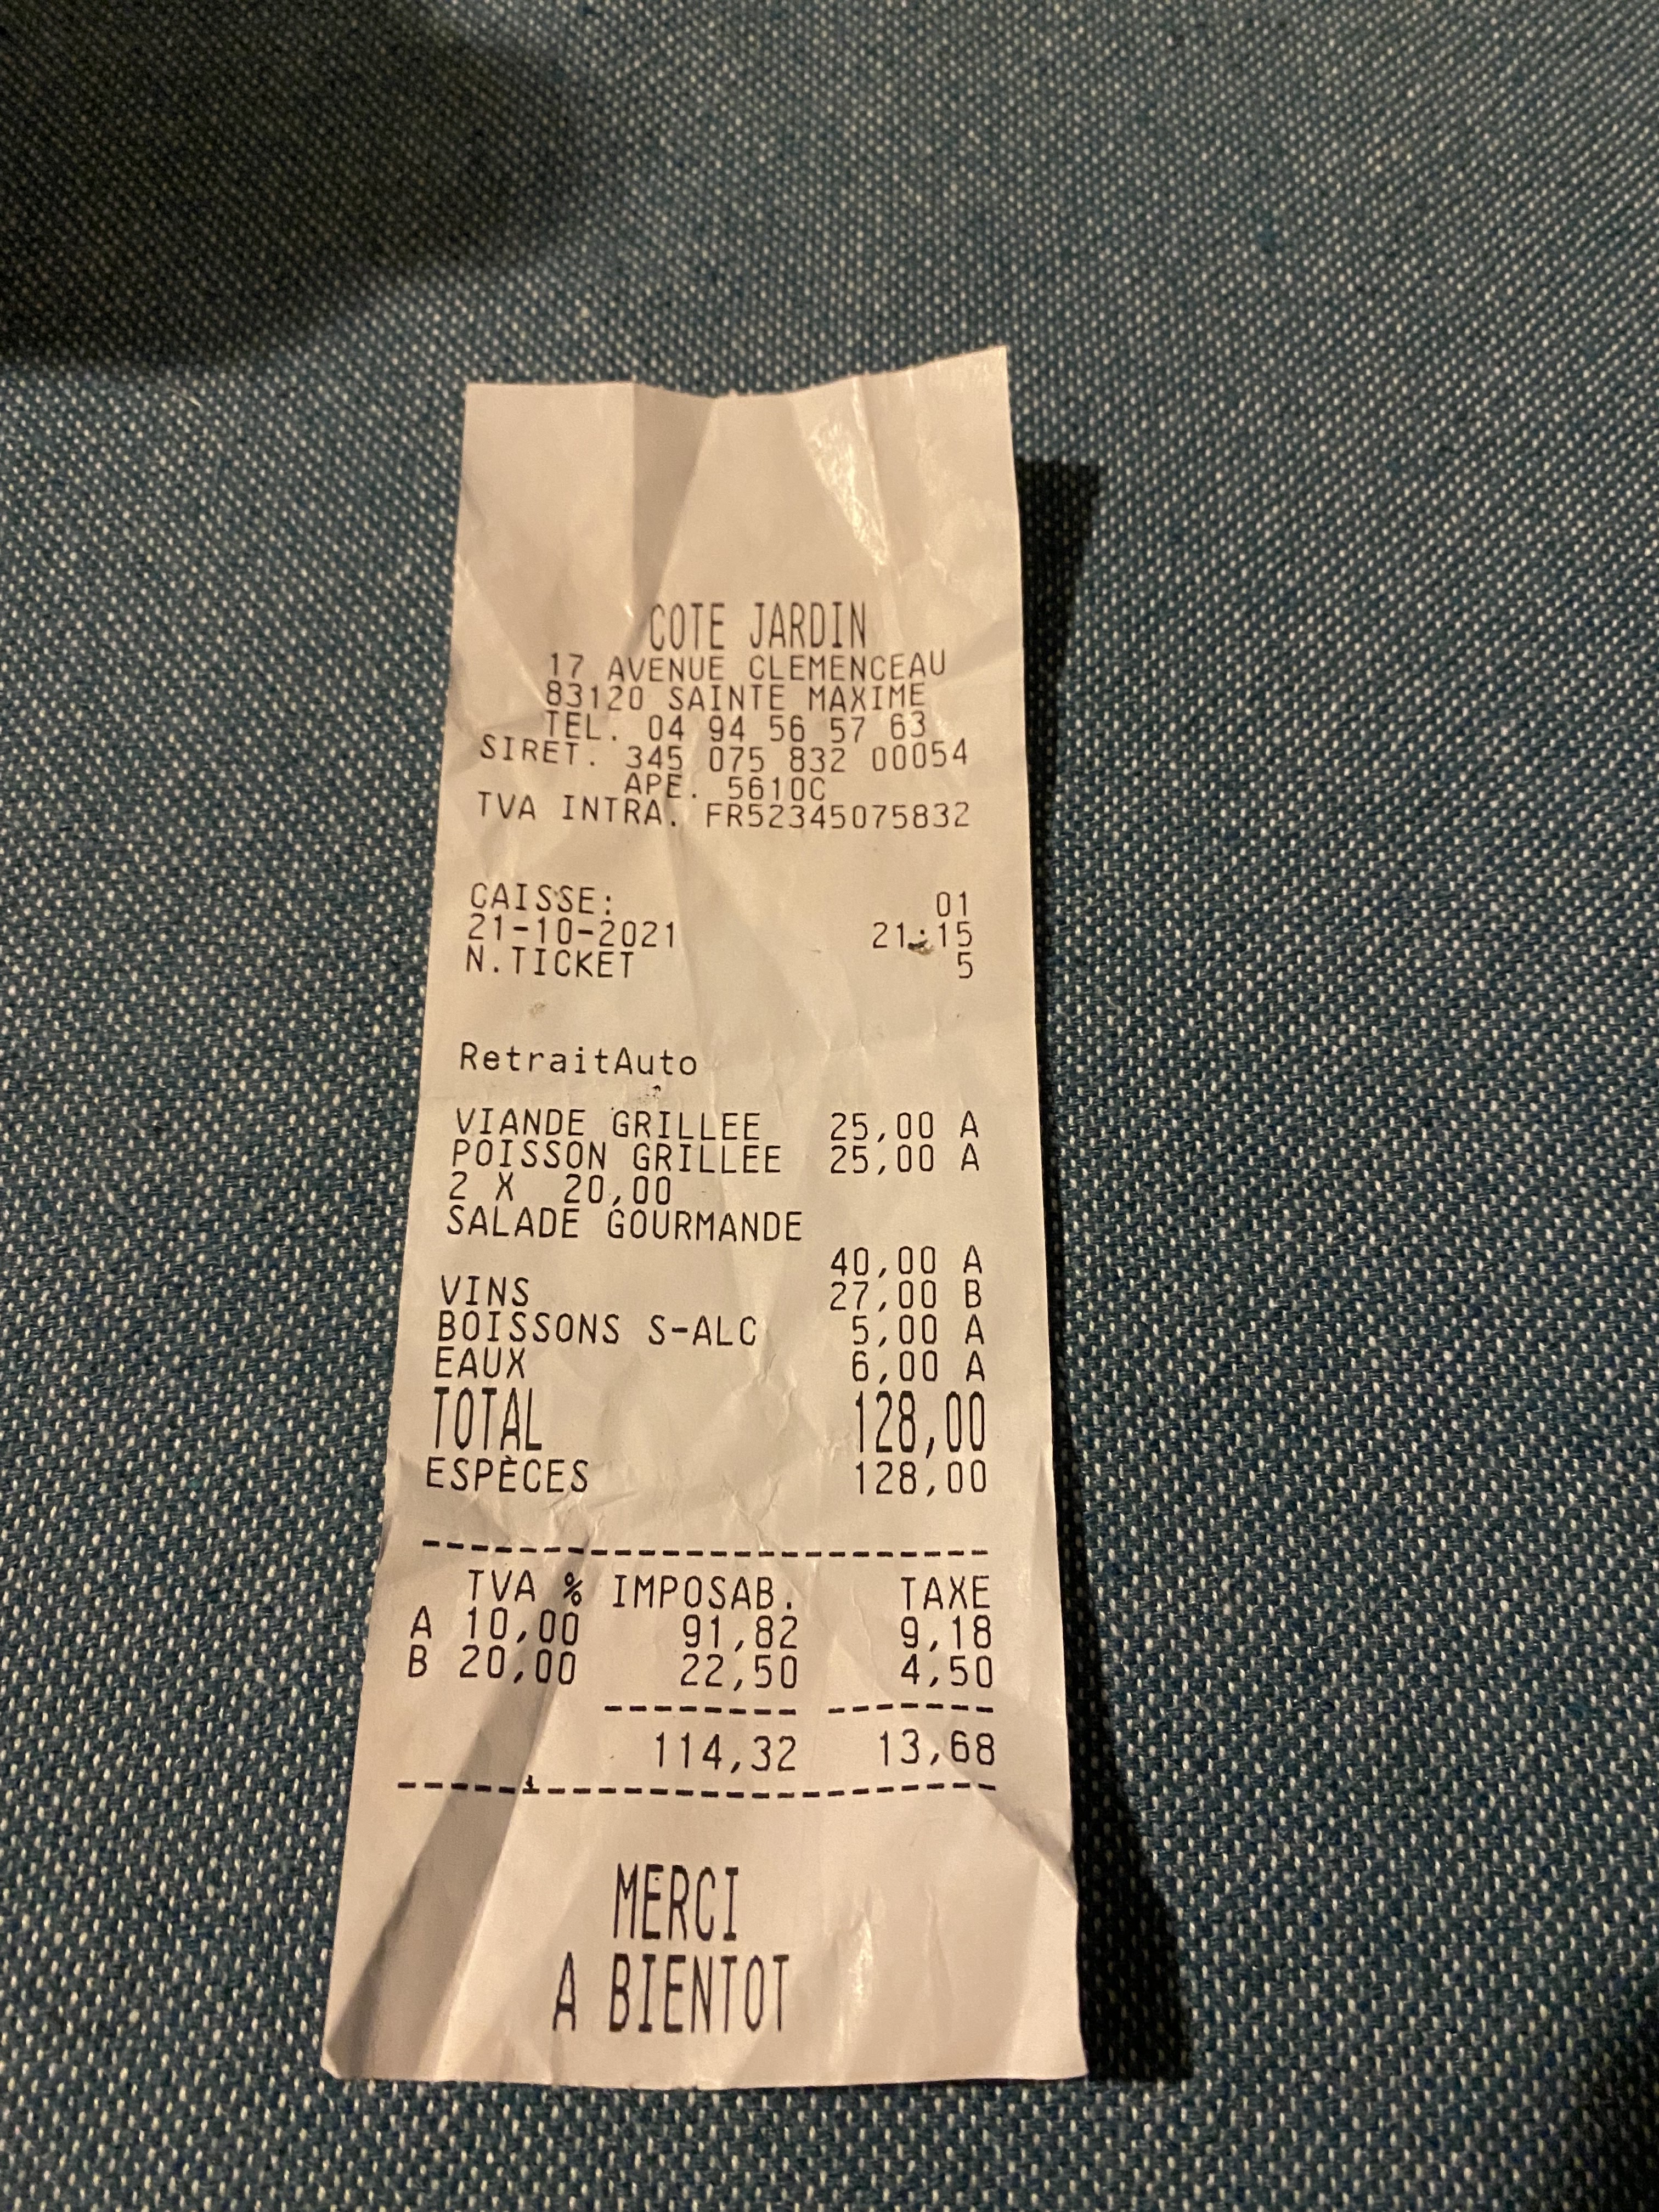 COTE JARDIN
17 AVENUE CLEMENCEAU
83120 SAINTE MAXIME
TEL. 04 94 56 57 63
SIRET. 345 075 832 00054
APE. 5610C
TVA INTRA. FR52345075832
CAISSE: 01
21-10-2021 21:15
N.TICKET 5
RetraitAuto
VIANDE GRILLEE 25,00 A
POISSON GRILLEE 25,00 A
2 X 20,00
SALADE GOURMANDE
40,00 A
VINS 27,00 B
BOISSONS S-ALC 5,00 A
EAUX 6,00 A
TOTAL 128,00
ESPÈCES 128,00
TVA % IMPOSAB. TAXE
A 10,00 91,82 9,18
B 20,00 22,50 4,50
114,32 13,68
MERCI
A BIENTOT